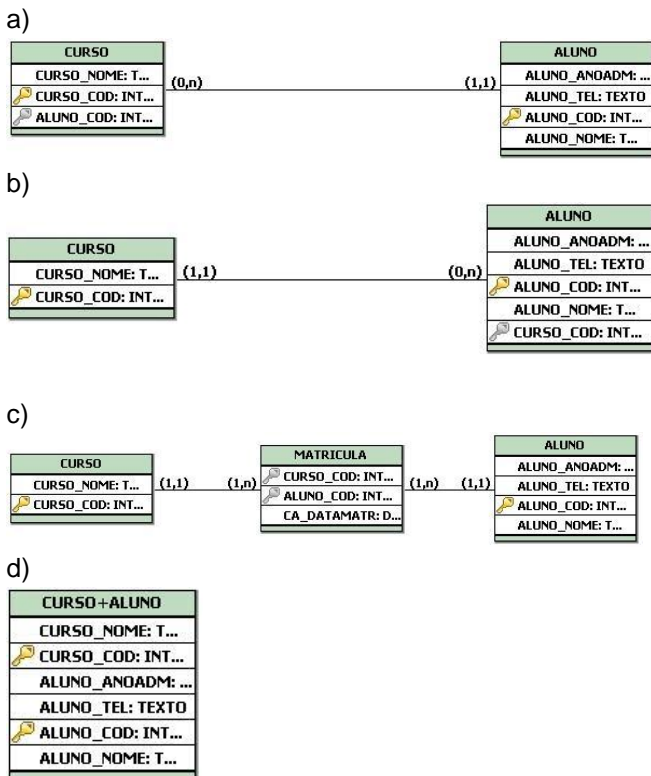 a)
CURSO
CURSO_NOME: T...
CURSO_COD: INT...
ALUNO_COD: INT...
(0,n)
(1,1)
ALUNO
ALUNO_ANOADM: ...
ALUNO_TEL: TEXTO
ALUNO_COD: INT...
ALUNO_NOME: T...
b)
CURSO
CURSO_NOME: T...
CURSO_COD: INT...
(1,1)
(0,n)
ALUNO
ALUNO_ANOADM: ...
ALUNO_TEL: TEXTO
ALUNO_COD: INT...
ALUNO_NOME: T...
CURSO_COD: INT...
c)
CURSO
CURSO_NOME: T...
CURSO_COD: INT...
(1,1)
(1,n)
MATRICULA
CURSO_COD: INT...
ALUNO_COD: INT...
CA_DATAMATR: D...
(1,n)
(1,1)
ALUNO
ALUNO_ANOADM: ...
ALUNO_TEL: TEXTO
ALUNO_COD: INT...
ALUNO_NOME: T...
d)
CURSO+ALUNO
CURSO_NOME: T...
CURSO_COD: INT...
ALUNO_ANOADM: ...
ALUNO_TEL: TEXTO
ALUNO_COD: INT...
ALUNO_NOME: T...